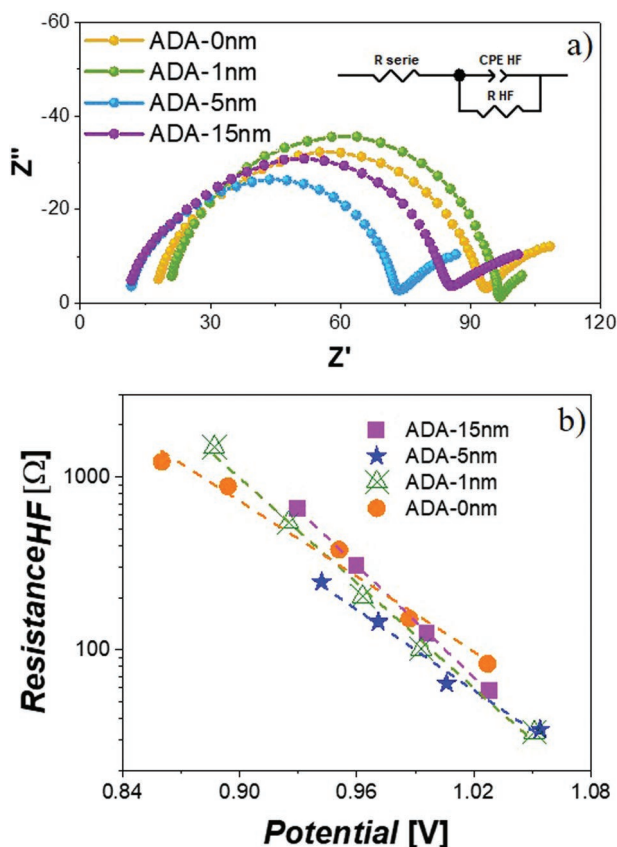 a)
ADA-0nm
ADA-1nm
ADA-5nm
ADA-15nm
R serie
CPE HF
R HF
-60
-40
-20
0
Z''
0 30 60 90 120
Z'
b)
ADA-15nm
ADA-5nm
ADA-1nm
ADA-0nm
1000
100
Resistance HF [Ω]
0.84 0.90 0.96 1.02 1.08
Potential [V]